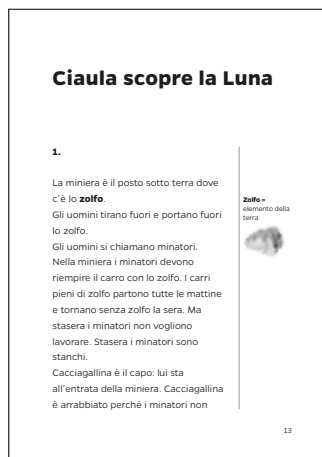 Ciaula scopre la Luna
1.
La miniera è il posto sotto terra dove
c'è lo zolfo.
Gli uomini tirano fuori e portano fuori
lo zolfo.
Gli uomini si chiamano minatori.
Nella miniera i minatori devono
riempire il carro con lo zolfo. I carri
pieni di zolfo partono tutte le mattine
e tornano senza zolfo la sera. Ma
stasera i minatori non vogliono
lavorare. Stasera i minatori sono
stanchi.
Cacciagallina è il capo: lui sta
all'entrata della miniera. Cacciagallina
è arrabbiato perché i minatori non
Zolfo =
elemento della
terra.
13